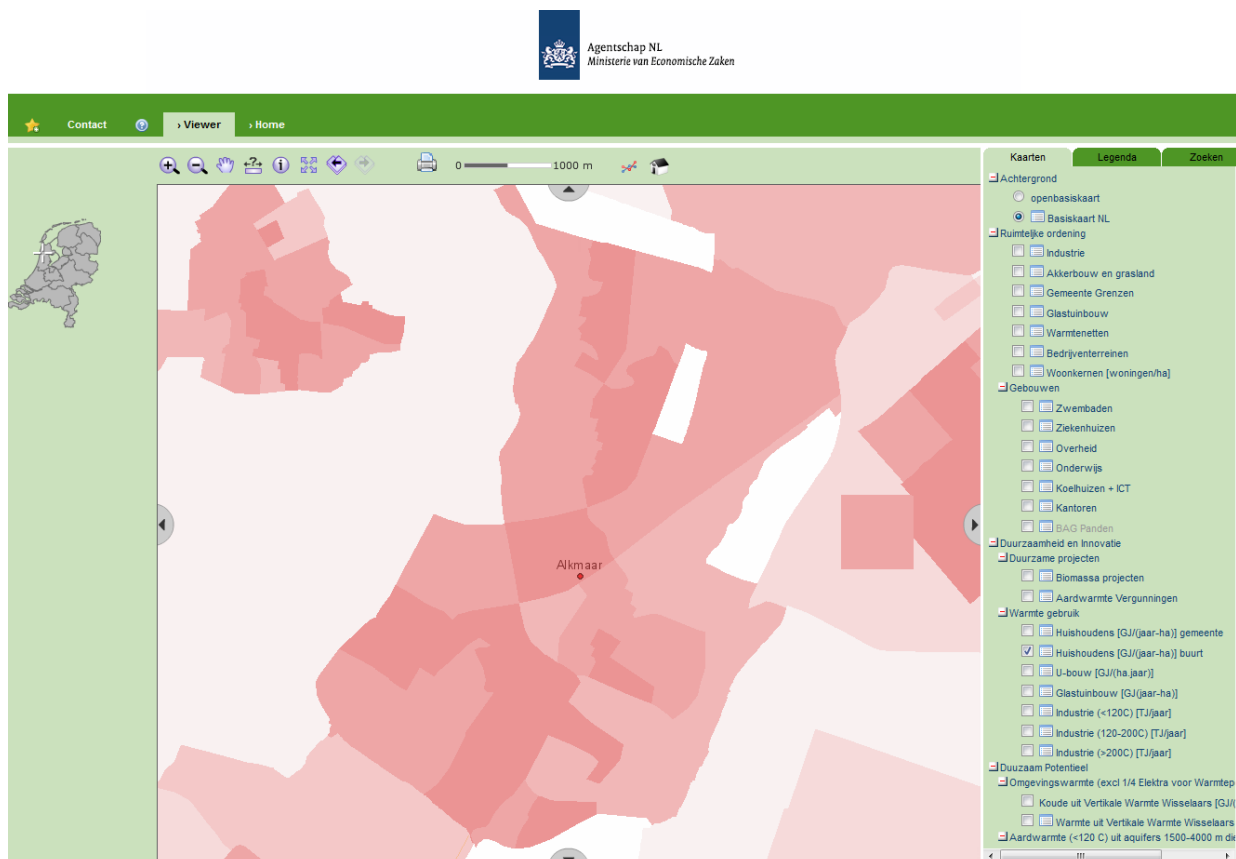 Agentschap NL
Ministerie van Economische Zaken
Contact
› Viewer
› Home
0 1000 m
Kaarten
Legenda
Zoeken
Achtergrond
openbasiskaart
Basiskaart NL
Ruimtelijke ordening
Industrie
Akkerbouw en grasland
Gemeente Grenzen
Glastuinbouw
Warmtenetten
Bedrijventerreinen
Woonkernen [woningen/ha]
Gebouwen
Zwembaden
Ziekenhuizen
Overheid
Onderwijs
Koelhuizen + ICT
Kantoren
BAG Panden
Duurzaamheid en Innovatie
Duurzame projecten
Biomassa projecten
Aardwarmte Vergunningen
Warmte gebruik
Huishoudens [GJ/(jaar-ha)] gemeente
Huishoudens [GJ/(jaar-ha)] buurt
U-bouw [GJ/(ha.jaar)]
Glastuinbouw [GJ(jaar-ha)]
Industrie (<120C) [TJ/jaar]
Industrie (120-200C) [TJ/jaar]
Industrie (>200C) [TJ/jaar]
Duuzaam Potentieel
Omgevingswarmte (excl 1/4 Elektra voor Warmtep
Koude uit Vertikale Warmte Wisselaars [GJ/(
Warmte uit Vertikale Warmte Wisselaars
Aardwarmte (<120 C) uit aquifers 1500-4000 m die
Alkmaar